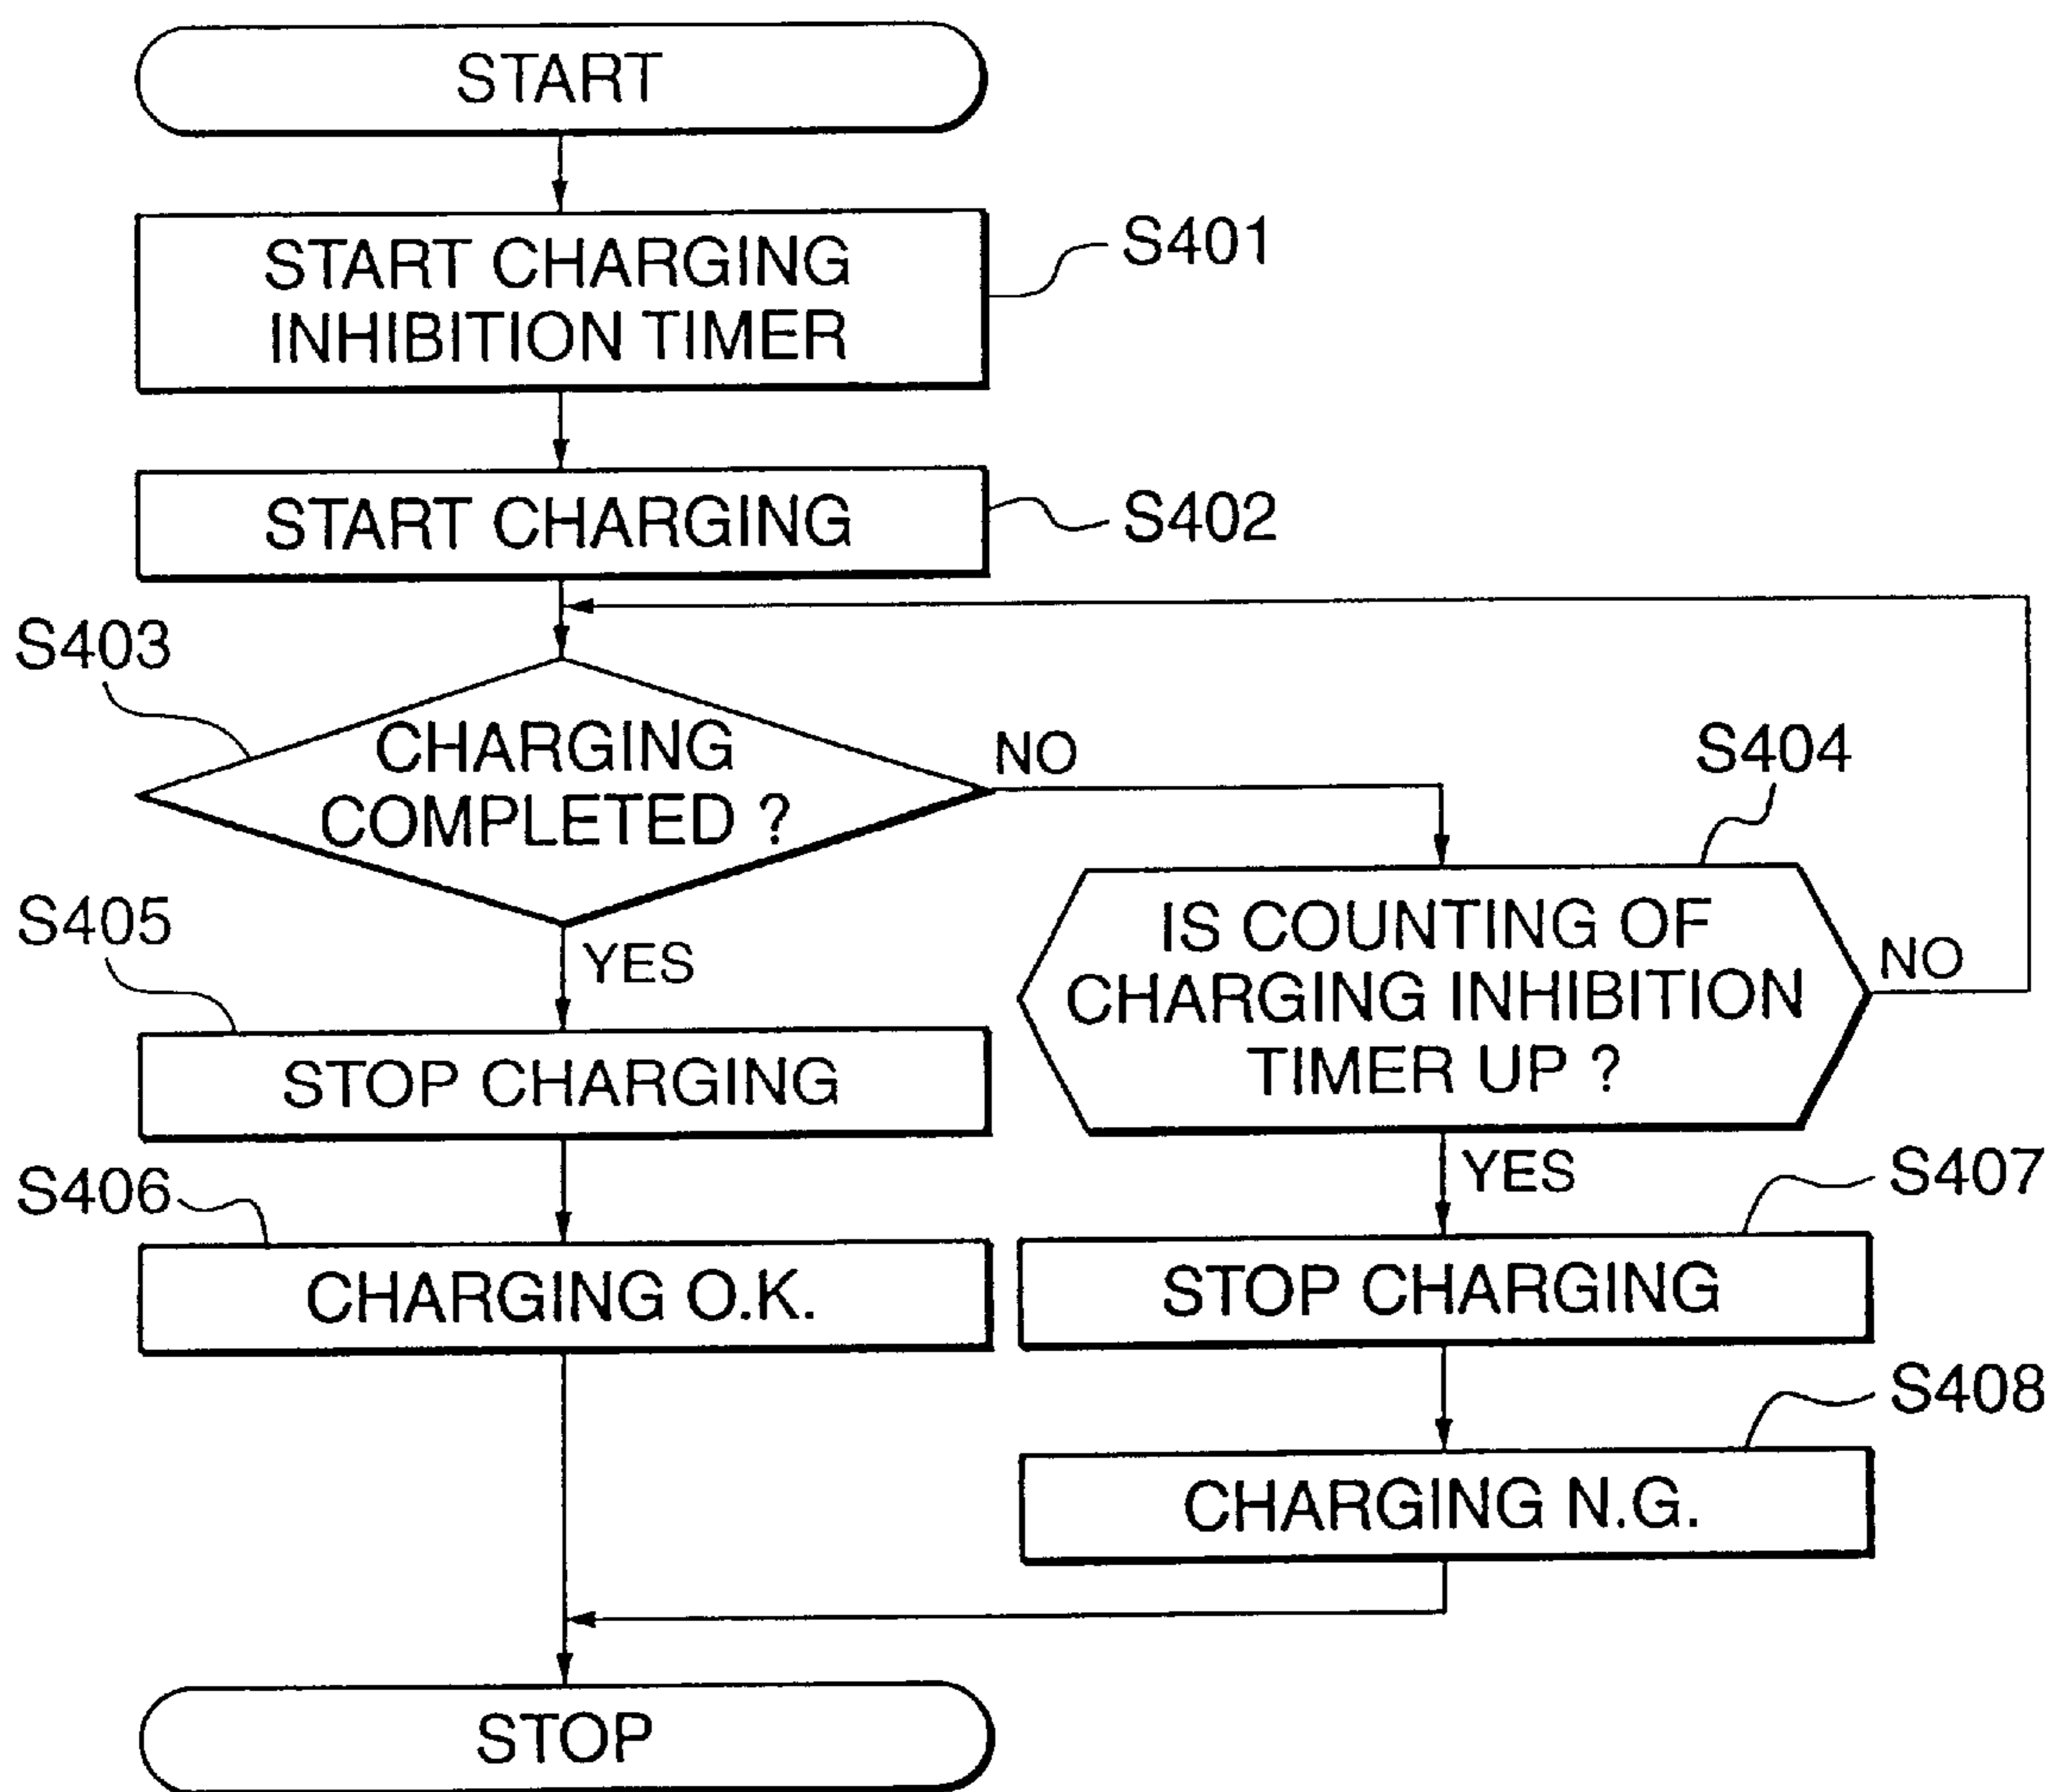 START
START CHARGING
INHIBITION TIMER
S401
START CHARGING
S402
S403
CHARGING
COMPLETED ?
NO
S404
IS COUNTING OF
CHARGING INHIBITION
TIMER UP ?
NO
YES
S405
STOP CHARGING
YES
S407
S406
CHARGING O.K.
STOP CHARGING
S408
CHARGING N.G.
STOP